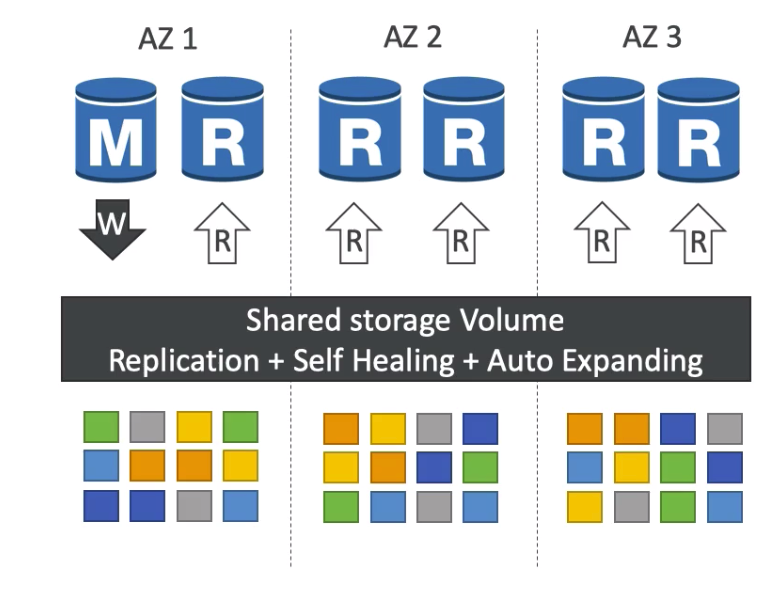 AZ 1
AZ 2
AZ 3
M
R
R
R
R
R
W
R
R
R
R
R
Shared storage Volume
Replication + Self Healing + Auto Expanding